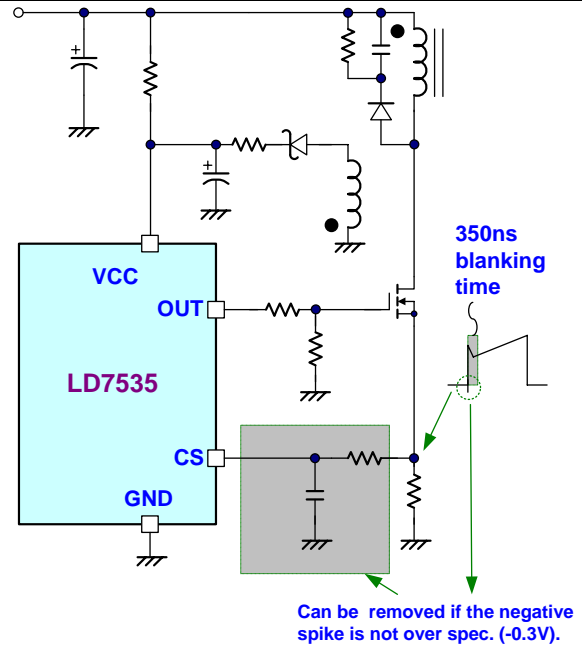 350ns
blanking
time
VCC
OUT
LD7535
CS
GND
+
+
Can be removed if the negative
spike is not over spec. (-0.3V).